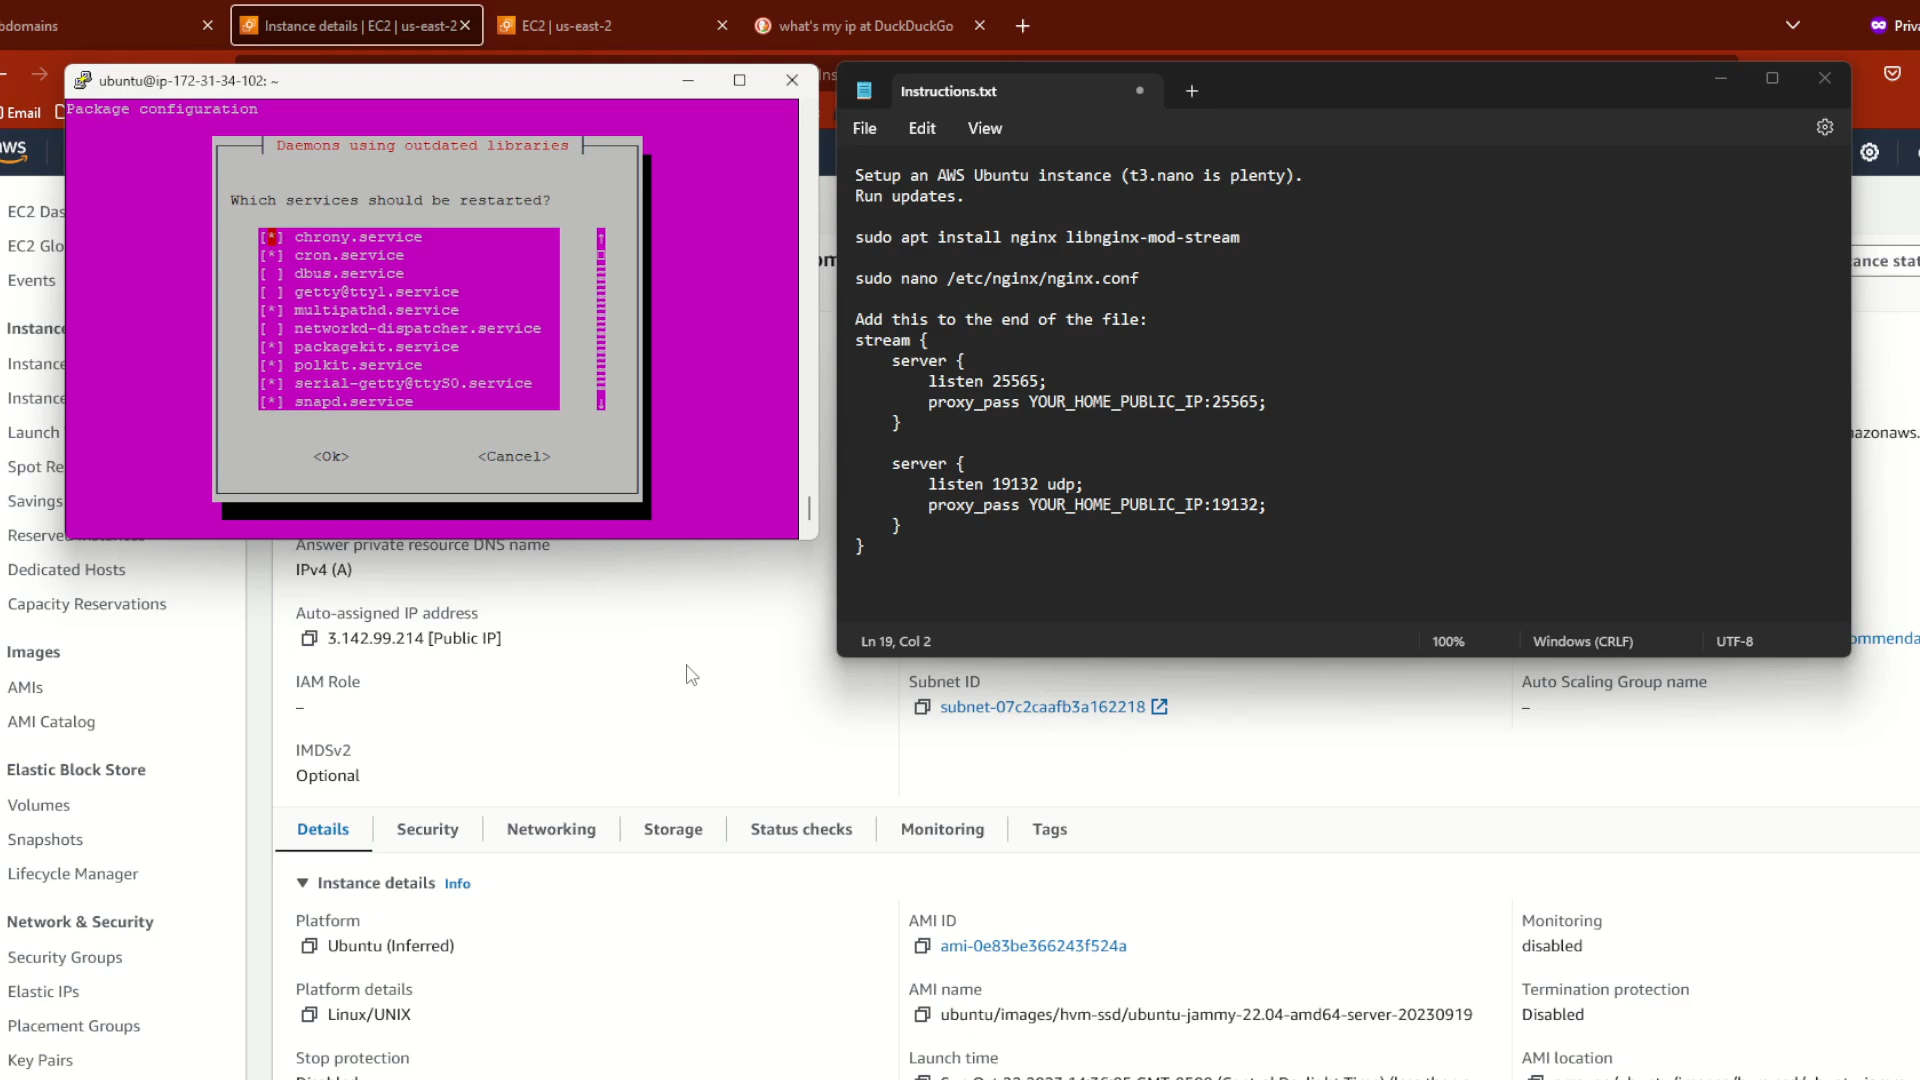 bdomains
Instance details | EC2 | us-east-2
EC2 | us-east-2
what's my ip at DuckDuckGo
Email
ubuntu@ip-172-31-34-102: ~
Package configuration
Daemons using outdated libraries
Which services should be restarted?
[*] chrony.service
[*] cron.service
[ ] dbus.service
[ ] getty@tty1.service
[*] multipathd.service
[ ] networkd-dispatcher.service
[*] packagekit.service
[*] polkit.service
[*] serial-getty@ttyS0.service
[*] snapd.service
<Ok> <Cancel>
Instructions.txt
File Edit View
Setup an AWS Ubuntu instance (t3.nano is plenty).
Run updates.
sudo apt install nginx libnginx-mod-stream
sudo nano /etc/nginx/nginx.conf
Add this to the end of the file:
stream {
server {
listen 25565;
proxy_pass YOUR_HOME_PUBLIC_IP:25565;
}
server {
listen 19132 udp;
proxy_pass YOUR_HOME_PUBLIC_IP:19132;
}
}
Ln 19, Col 2 100% Windows (CRLF) UTF-8
EC2 Das
EC2 Glo
Events
Instance
Instance
Instance
Launch
Spot Re
Savings
Reserved
Dedicated Hosts
Capacity Reservations
Images
AMIs
AMI Catalog
Elastic Block Store
Volumes
Snapshots
Lifecycle Manager
Network & Security
Security Groups
Elastic IPs
Placement Groups
Key Pairs
ance stat
azonaws.
Answer private resource DNS name
IPv4 (A)
Auto-assigned IP address
3.142.99.214 [Public IP]
ommenda
IAM Role
–
Subnet ID
subnet-07c2caafb3a162218
Auto Scaling Group name
–
IMDSv2
Optional
Details Security Networking Storage Status checks Monitoring Tags
Instance details Info
Platform
Ubuntu (Inferred)
AMI ID
ami-0e83be366243f524a
Monitoring
disabled
Platform details
Linux/UNIX
AMI name
ubuntu/images/hvm-ssd/ubuntu-jammy-22.04-amd64-server-20230919
Termination protection
Disabled
Stop protection
Launch time
AMI location